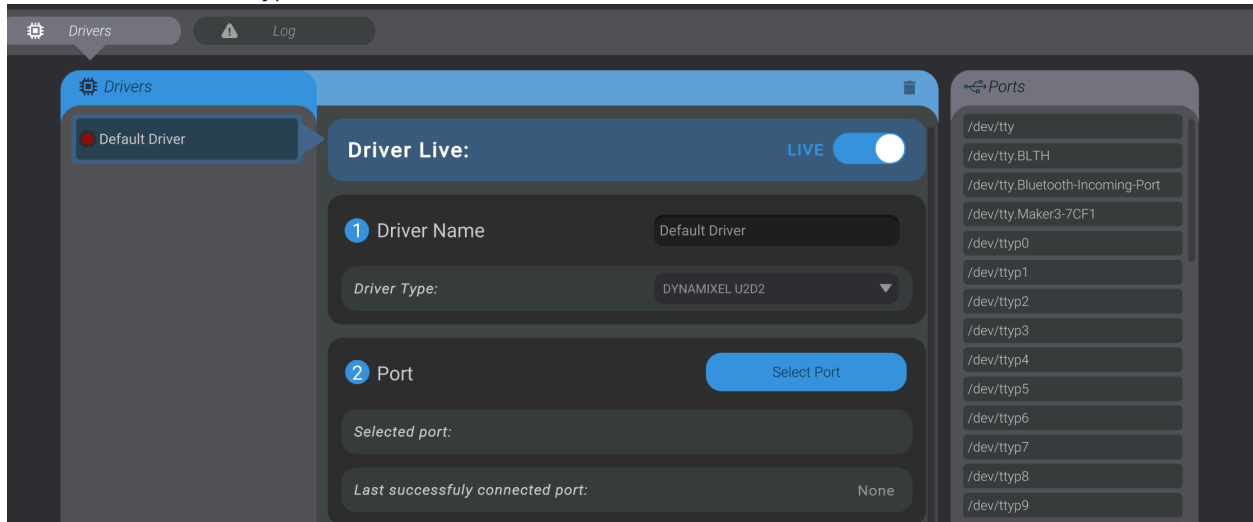 Drivers
Log
Drivers
Default Driver
Driver Live:
LIVE
1 Driver Name
Default Driver
Driver Type:
DYNAMIXEL U2D2
2 Port
Select Port
Selected port:
Last successfuly connected port:
None
Ports
/dev/tty
/dev/tty.BLTH
/dev/tty.Bluetooth-Incoming-Port
/dev/tty.Maker3-7CF1
/dev/ttyp0
/dev/ttyp1
/dev/ttyp2
/dev/ttyp3
/dev/ttyp4
/dev/ttyp5
/dev/ttyp6
/dev/ttyp7
/dev/ttyp8
/dev/ttyp9